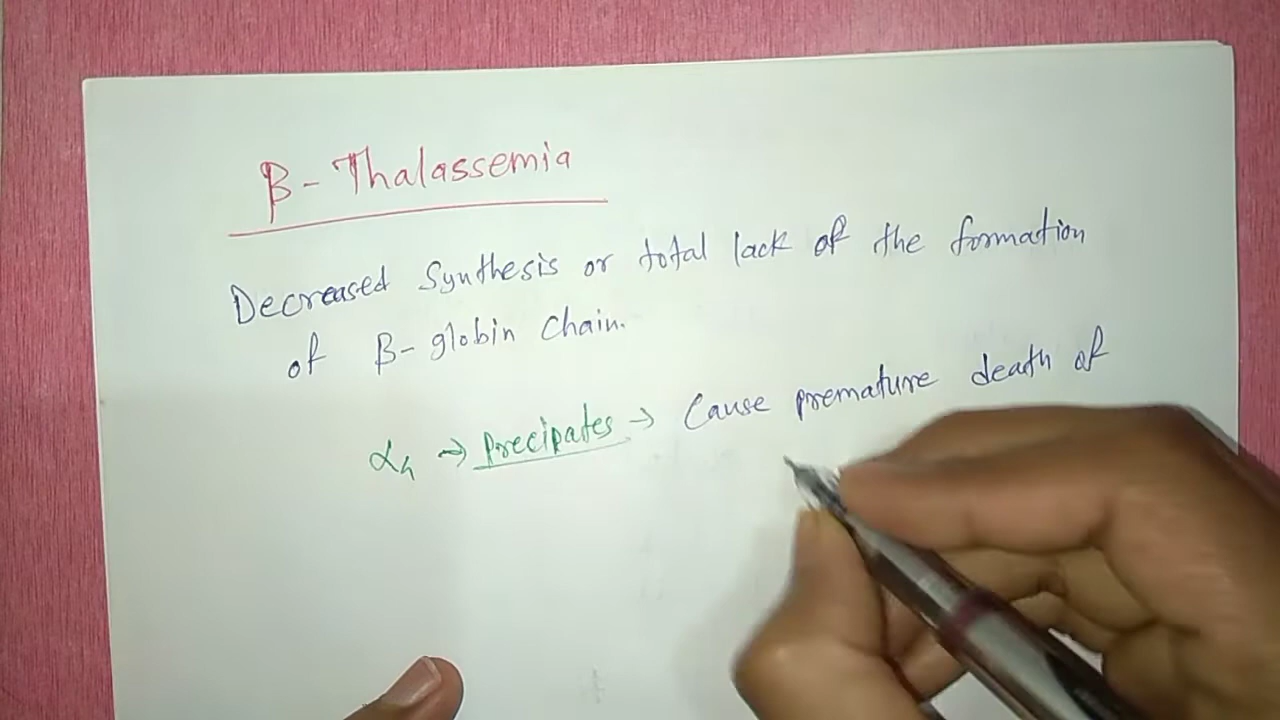 β-Thalassemia
Decreased Synthesis or total lack of the formation
of β-globin chain.
α₄ → precipates → Cause premature death of